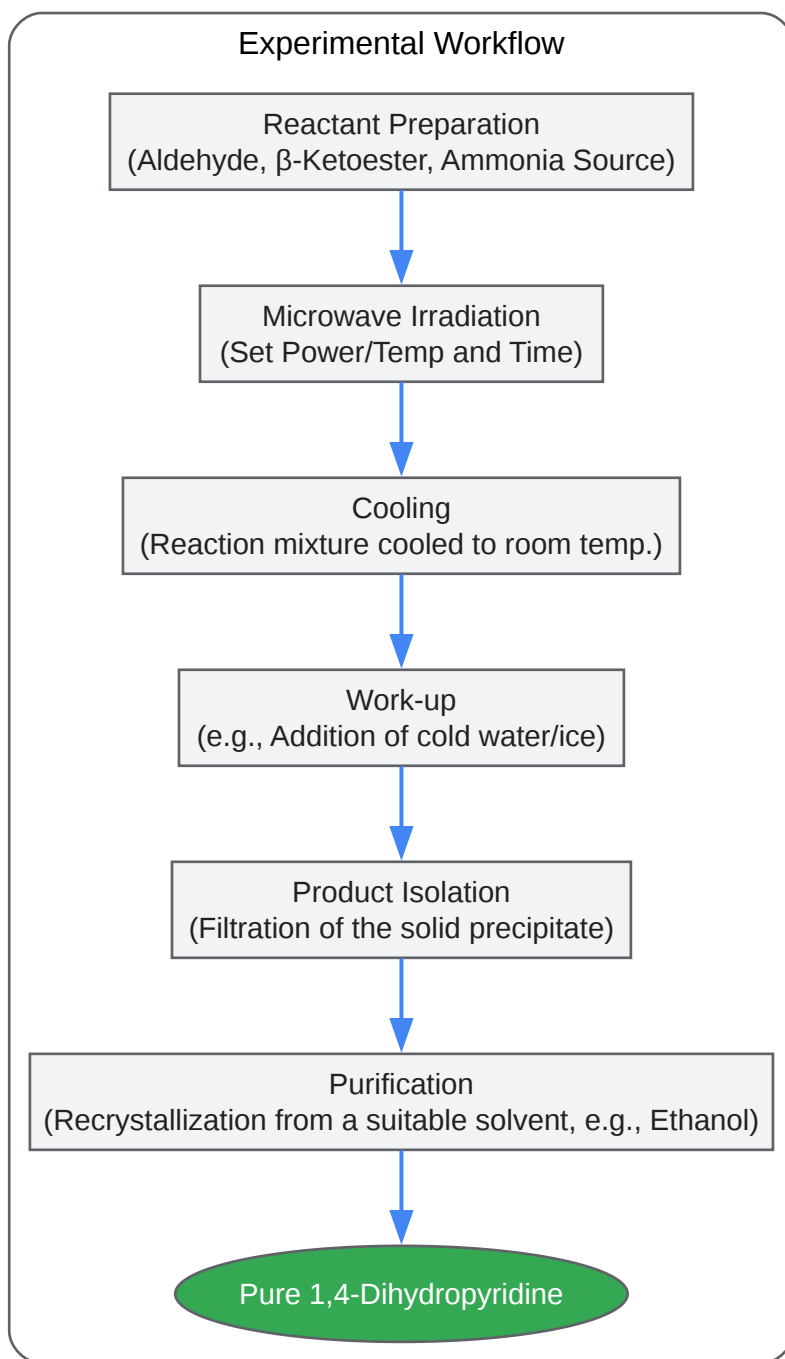 Experimental Workflow
Reactant Preparation
(Aldehyde, β-Ketoester, Ammonia Source)
Microwave Irradiation
(Set Power/Temp and Time)
Cooling
(Reaction mixture cooled to room temp.)
Work-up
(e.g., Addition of cold water/ice)
Product Isolation
(Filtration of the solid precipitate)
Purification
(Recrystallization from a suitable solvent, e.g., Ethanol)
Pure 1,4-Dihydropyridine